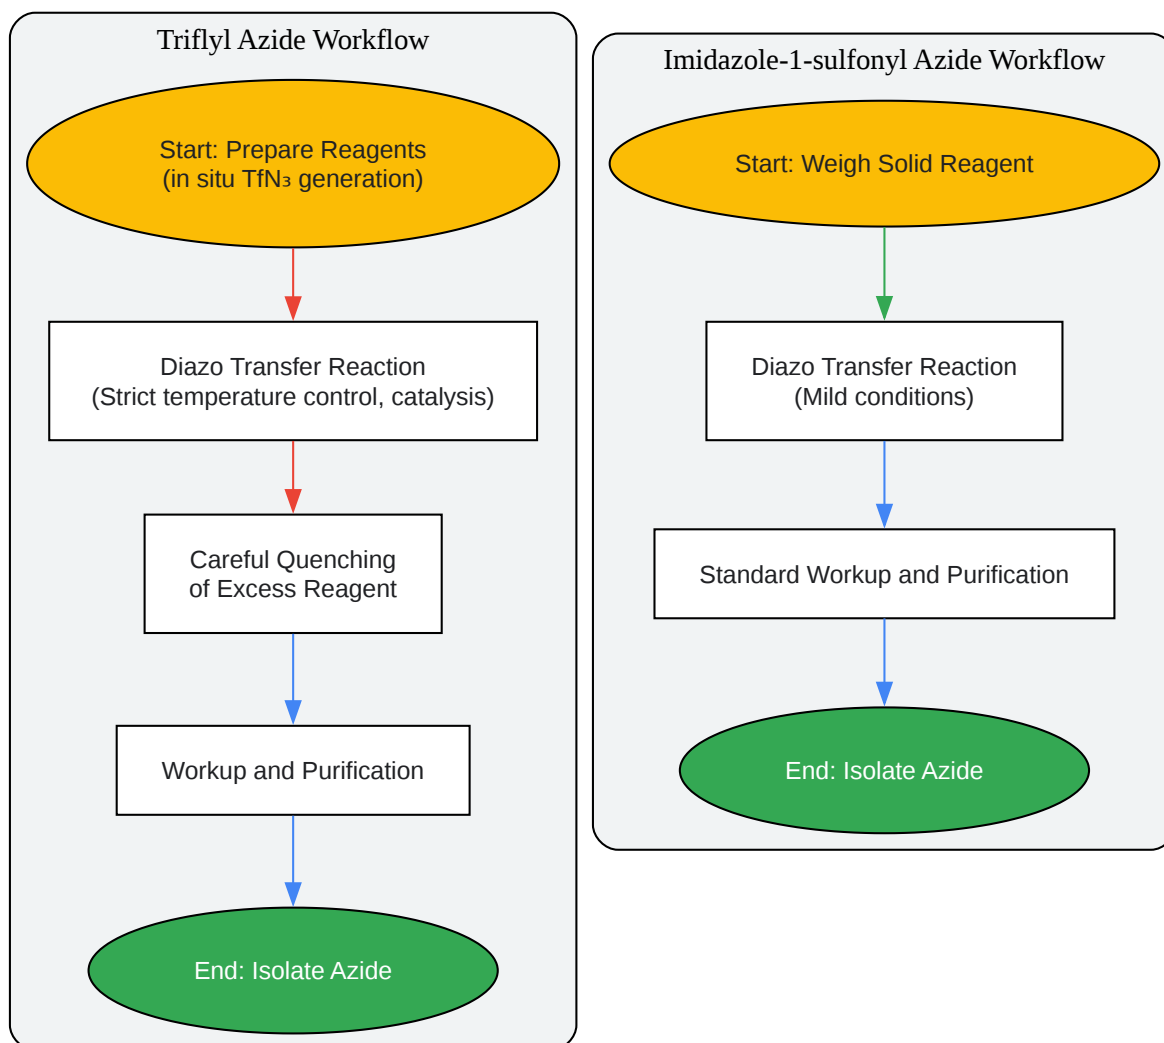 Triflyl Azide Workflow
Start: Prepare Reagents
(in situ TfN₃ generation)
Diazo Transfer Reaction
(Strict temperature control, catalysis)
Careful Quenching
of Excess Reagent
Workup and Purification
End: Isolate Azide
Imidazole-1-sulfonyl Azide Workflow
Start: Weigh Solid Reagent
Diazo Transfer Reaction
(Mild conditions)
Standard Workup and Purification
End: Isolate Azide